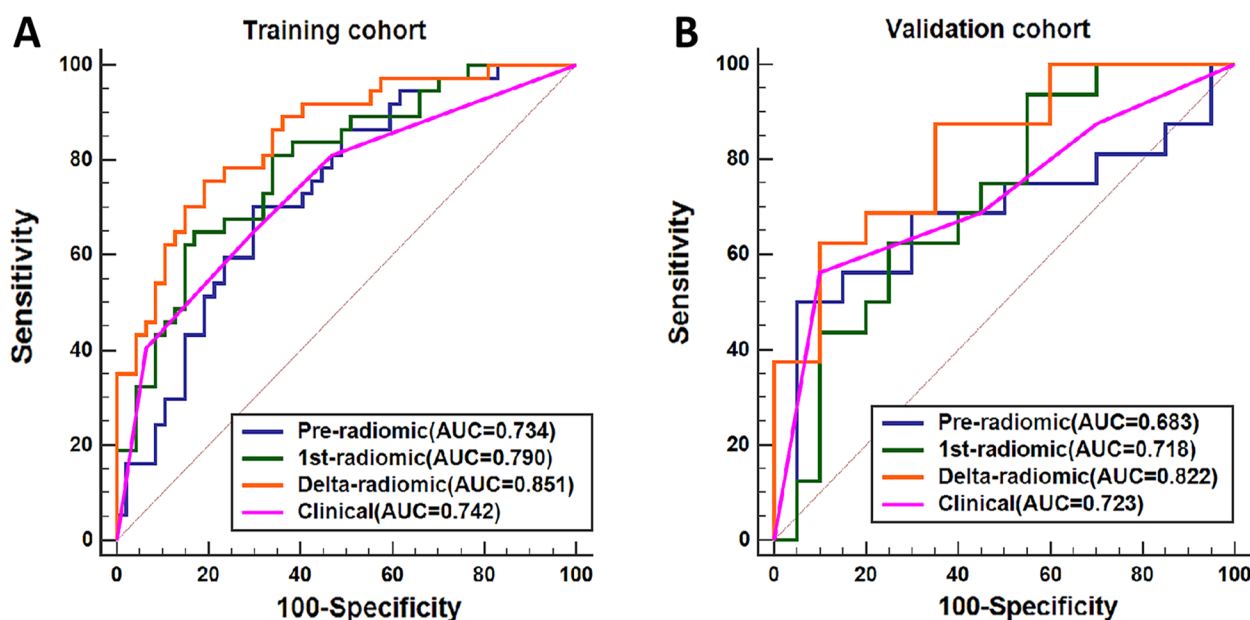 A
Training cohort
Sensitivity
100
80
60
40
20
0
Pre-radiomic(AUC=0.734)
1st-radiomic(AUC=0.790)
Delta-radiomic(AUC=0.851)
Clinical(AUC=0.742)
0 20 40 60 80 100
100-Specificity
B
Validation cohort
Sensitivity
100
80
60
40
20
0
Pre-radiomic(AUC=0.683)
1st-radiomic(AUC=0.718)
Delta-radiomic(AUC=0.822)
Clinical(AUC=0.723)
0 20 40 60 80 100
100-Specificity